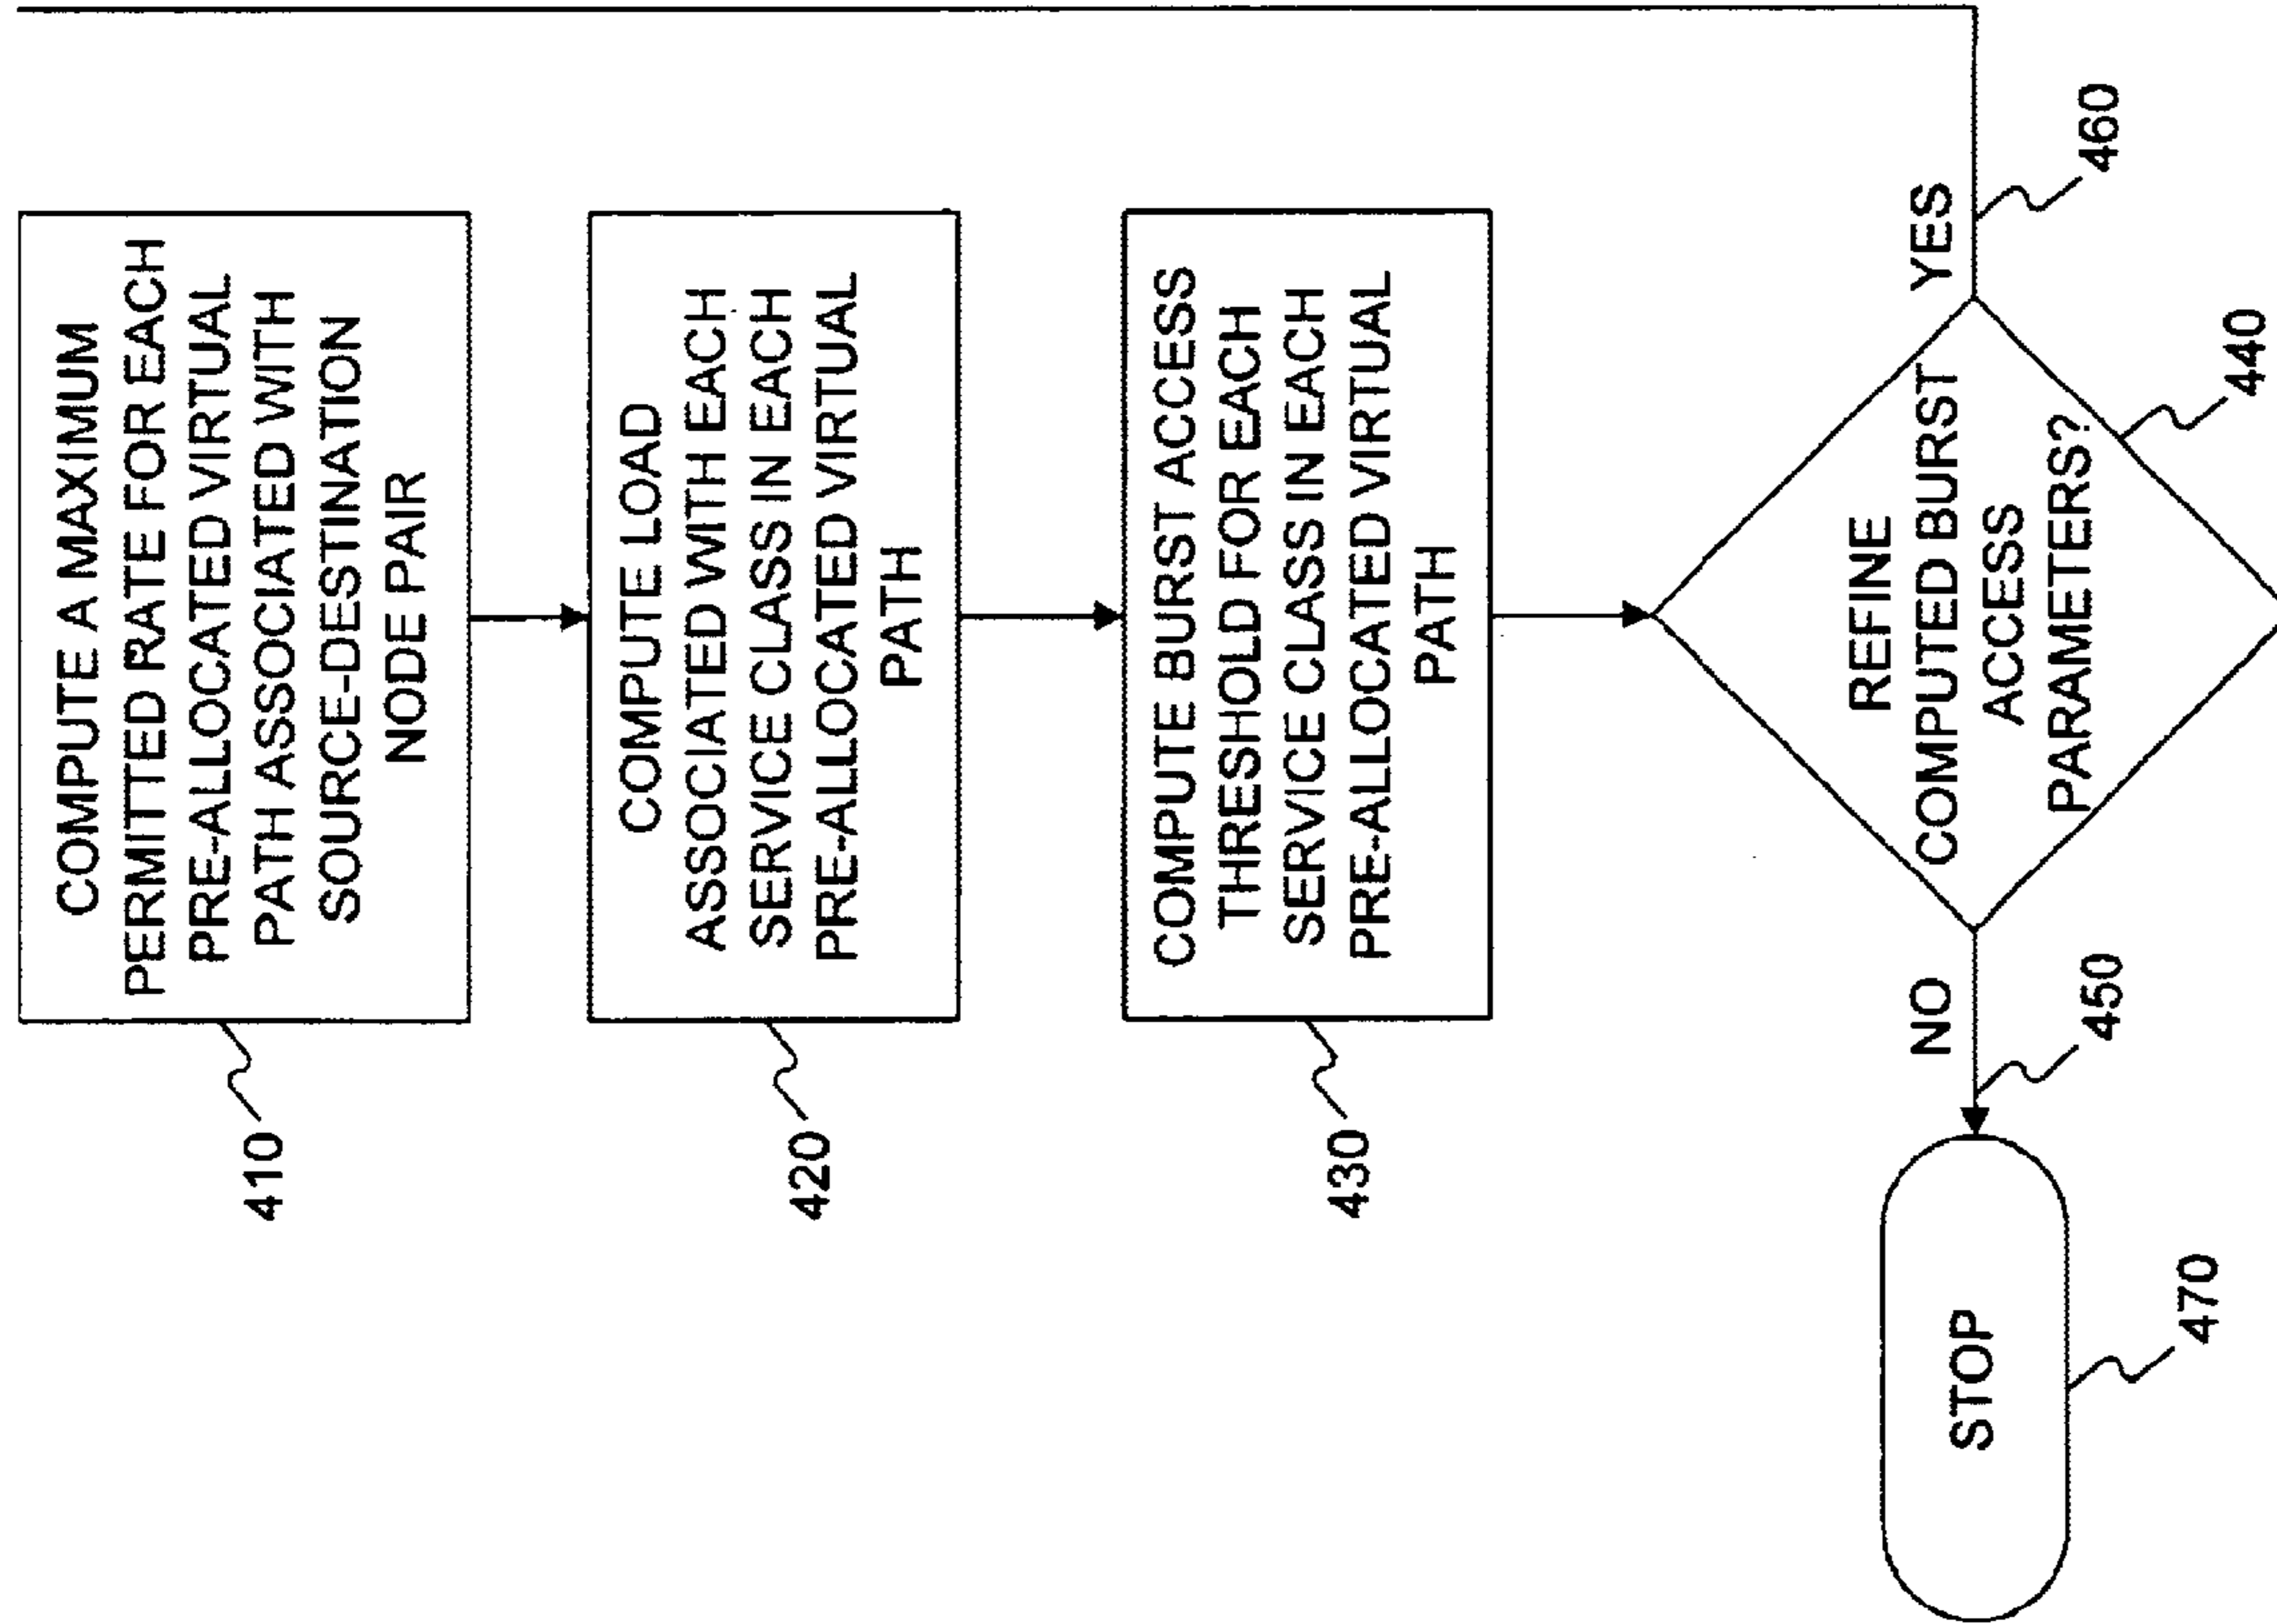 COMPUTE A MAXIMUM
PERMITTED RATE FOR EACH
PRE-ALLOCATED VIRTUAL
PATH ASSOCIATED WITH
SOURCE-DESTINATION
NODE PAIR
410
COMPUTE LOAD
ASSOCIATED WITH EACH
SERVICE CLASS IN EACH
PRE-ALLOCATED VIRTUAL
PATH
420
COMPUTE BURST ACCESS
THRESHOLD FOR EACH
SERVICE CLASS IN EACH
PRE-ALLOCATED VIRTUAL
PATH
430
REFINE
COMPUTED BURST
ACCESS
PARAMETERS?
440
NO
450
YES
460
STOP
470